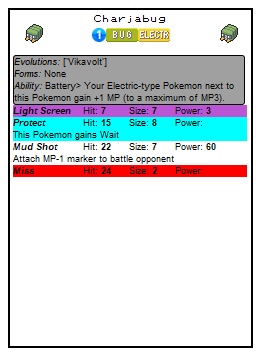 Charjabug
1 BUG ELECTR
Evolutions: ['Vikavolt']
Forms: None
Ability: Battery> Your Electric-type Pokemon next to
this Pokemon gain +1 MP (to a maximum of MP3).
Light Screen Hit: 7 Size: 7 Power: 3
Protect Hit: 15 Size: 8 Power:
This Pokemon gains Wait
Mud Shot Hit: 22 Size: 7 Power: 60
Attach MP-1 marker to battle opponent
Miss Hit: 24 Size: 2 Power: